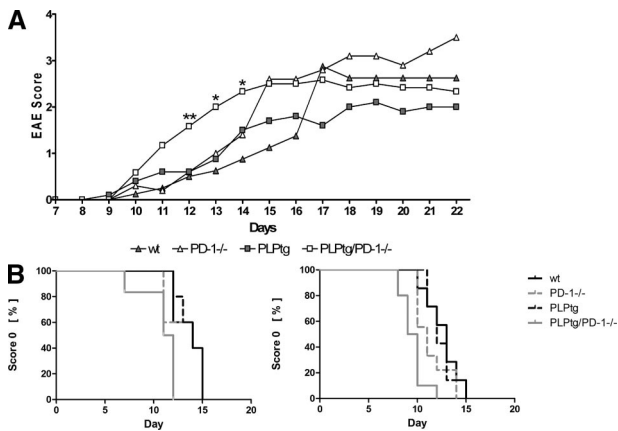 A
EAE Score
4
3
2
1
0
** * *
7 8 9 10 11 12 13 14 15 16 17 18 19 20 21 22
Days
wt PD-1-/- PLPtg PLPtg/PD-1-/-
B
Score 0 [ % ]
100
80
60
40
20
0
0 5 10 15 20
Day
Score 0 [ % ]
100
80
60
40
20
0
0 5 10 15 20
Day
wt
PD-1-/-
PLPtg
PLPtg/PD-1-/-